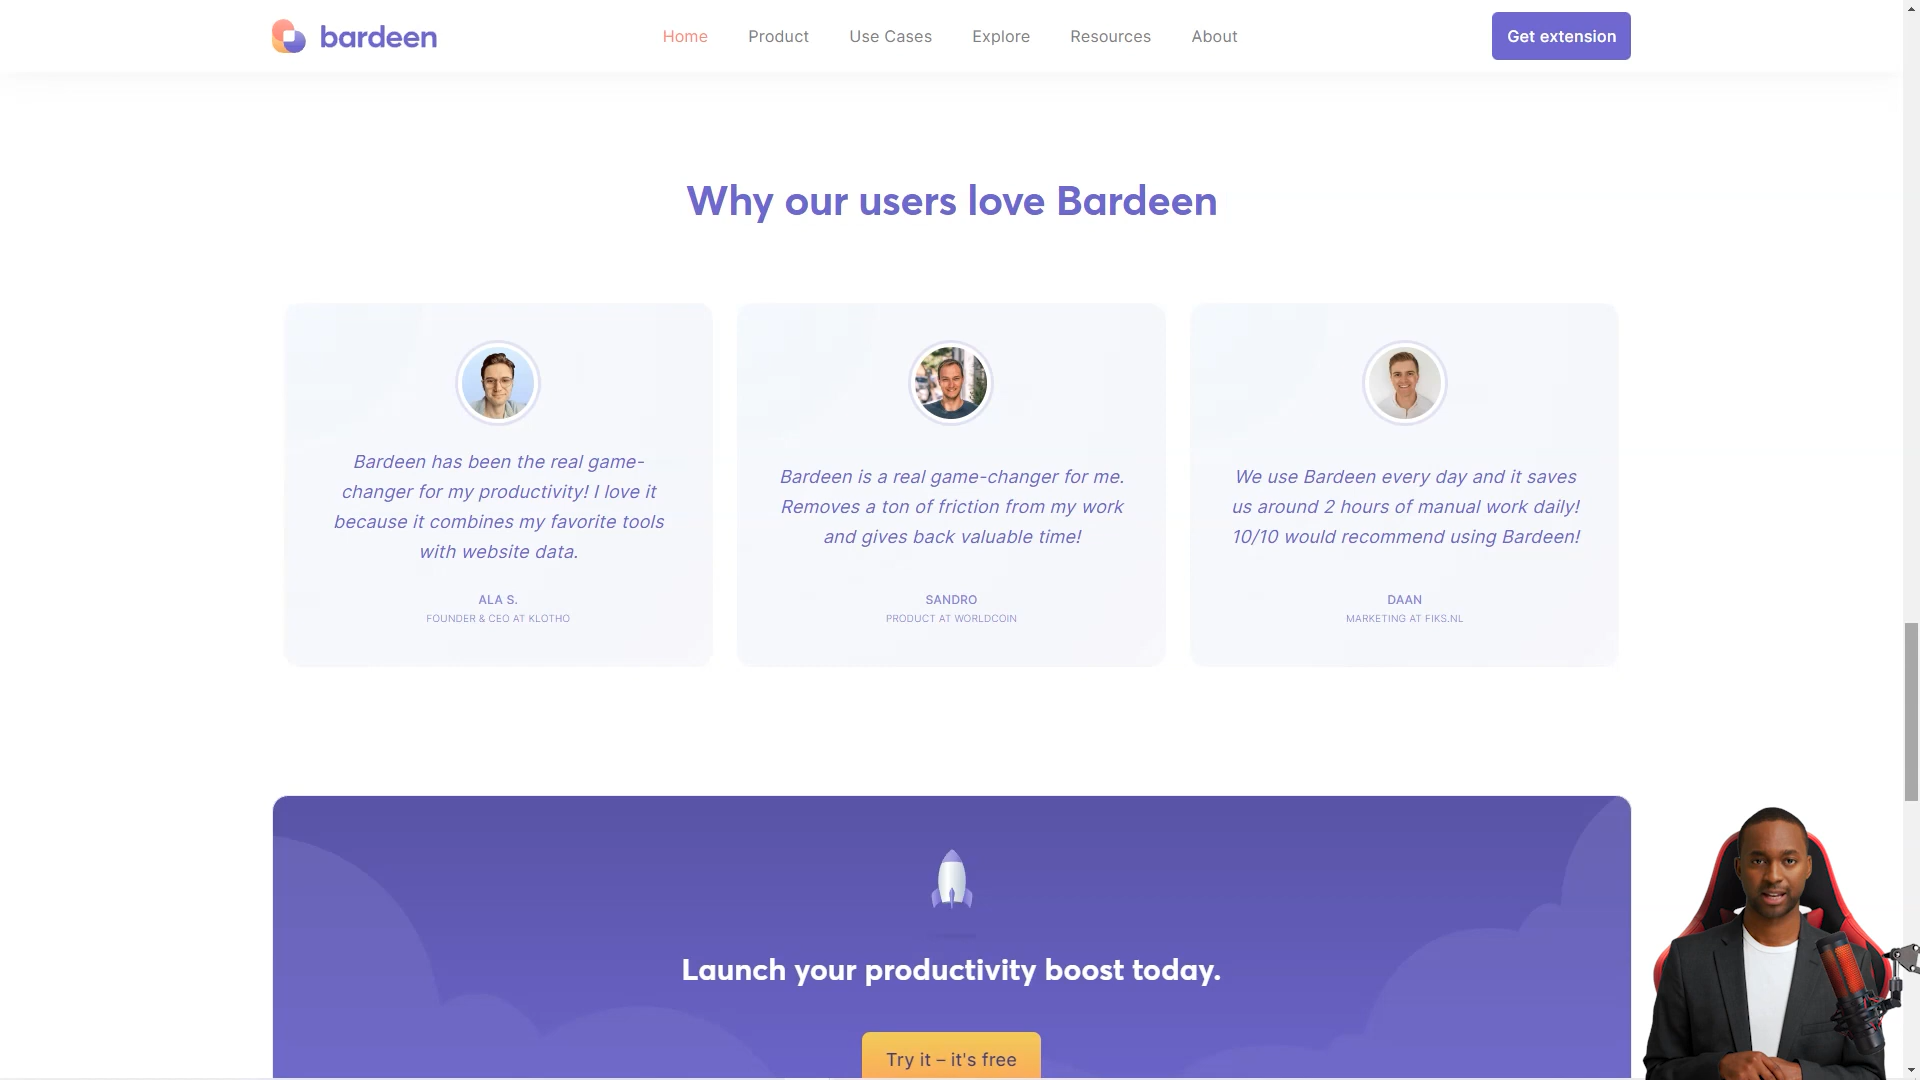 bardeen
Home
Product
Use Cases
Explore
Resources
About
Get extension
Why our users love Bardeen
Bardeen has been the real game-
changer for my productivity! I love it
because it combines my favorite tools
with website data.
ALA S.
FOUNDER & CEO AT KLOTHO
Bardeen is a real game-changer for me.
Removes a ton of friction from my work
and gives back valuable time!
SANDRO
PRODUCT AT WORLDCOIN
We use Bardeen every day and it saves
us around 2 hours of manual work daily!
10/10 would recommend using Bardeen!
DAAN
MARKETING AT FIKS.NL
Launch your productivity boost today.
Try it – it's free